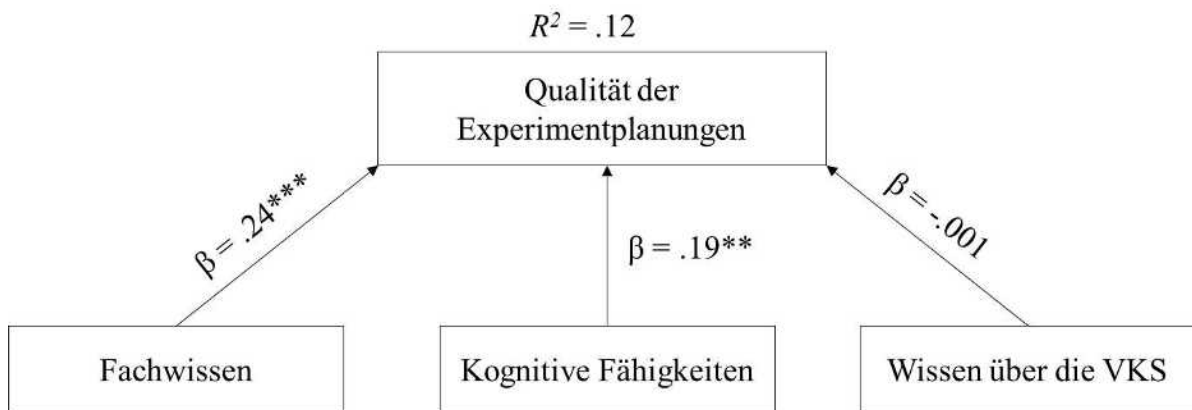 R² = .12
Qualität der
Experimentplanungen
β = .24***
β = .19**
β = -.001
Fachwissen
Kognitive Fähigkeiten
Wissen über die VKS